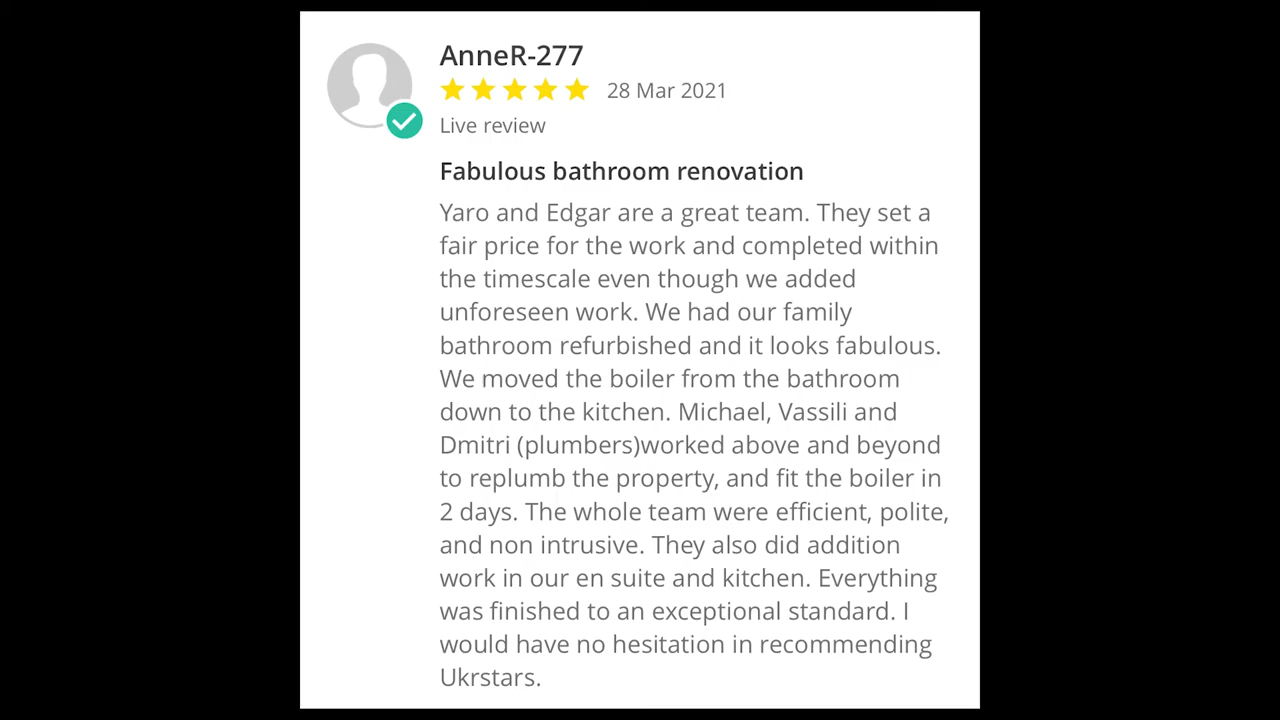 AnneR-277
28 Mar 2021
Live review
Fabulous bathroom renovation
Yaro and Edgar are a great team. They set a
fair price for the work and completed within
the timescale even though we added
unforeseen work. We had our family
bathroom refurbished and it looks fabulous.
We moved the boiler from the bathroom
down to the kitchen. Michael, Vassili and
Dmitri (plumbers)worked above and beyond
to replumb the property, and fit the boiler in
2 days. The whole team were efficient, polite,
and non intrusive. They also did addition
work in our en suite and kitchen. Everything
was finished to an exceptional standard. I
would have no hesitation in recommending
Ukrstars.